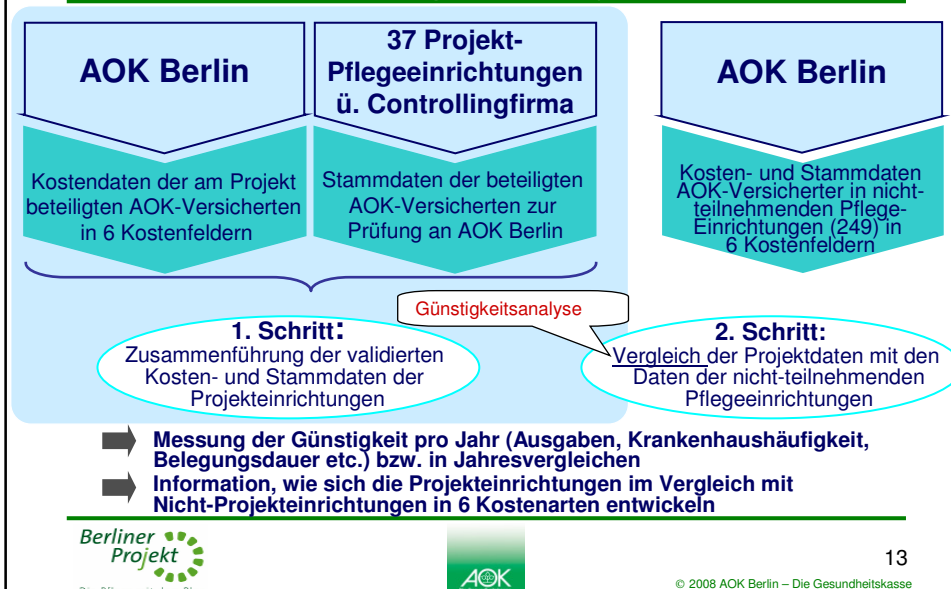 AOK Berlin
Kostendaten der am Projekt
beteiligten AOK-Versicherten
in 6 Kostenfeldern
37 Projekt-
Pflegeeinrichtungen
ü. Controllingfirma
Stammdaten der beteiligten
AOK-Versicherten zur
Prüfung an AOK Berlin
AOK Berlin
Kosten- und Stammdaten
AOK-Versicherter in nicht-
teilnehmenden Pflege-
Einrichtungen (249) in
6 Kostenfeldern
Günstigkeitsanalyse
1. Schritt:
Zusammenführung der validierten
Kosten- und Stammdaten der
Projekteinrichtungen
2. Schritt:
Vergleich der Projektdaten mit den
Daten der nicht-teilnehmenden
Pflegeeinrichtungen
Messung der Günstigkeit pro Jahr (Ausgaben, Krankenhaushäufigkeit,
Belegungsdauer etc.) bzw. in Jahresvergleichen
Information, wie sich die Projekteinrichtungen im Vergleich mit
Nicht-Projekteinrichtungen in 6 Kostenarten entwickeln
Berliner
Projekt
AOK
13
© 2008 AOK Berlin – Die Gesundheitskasse